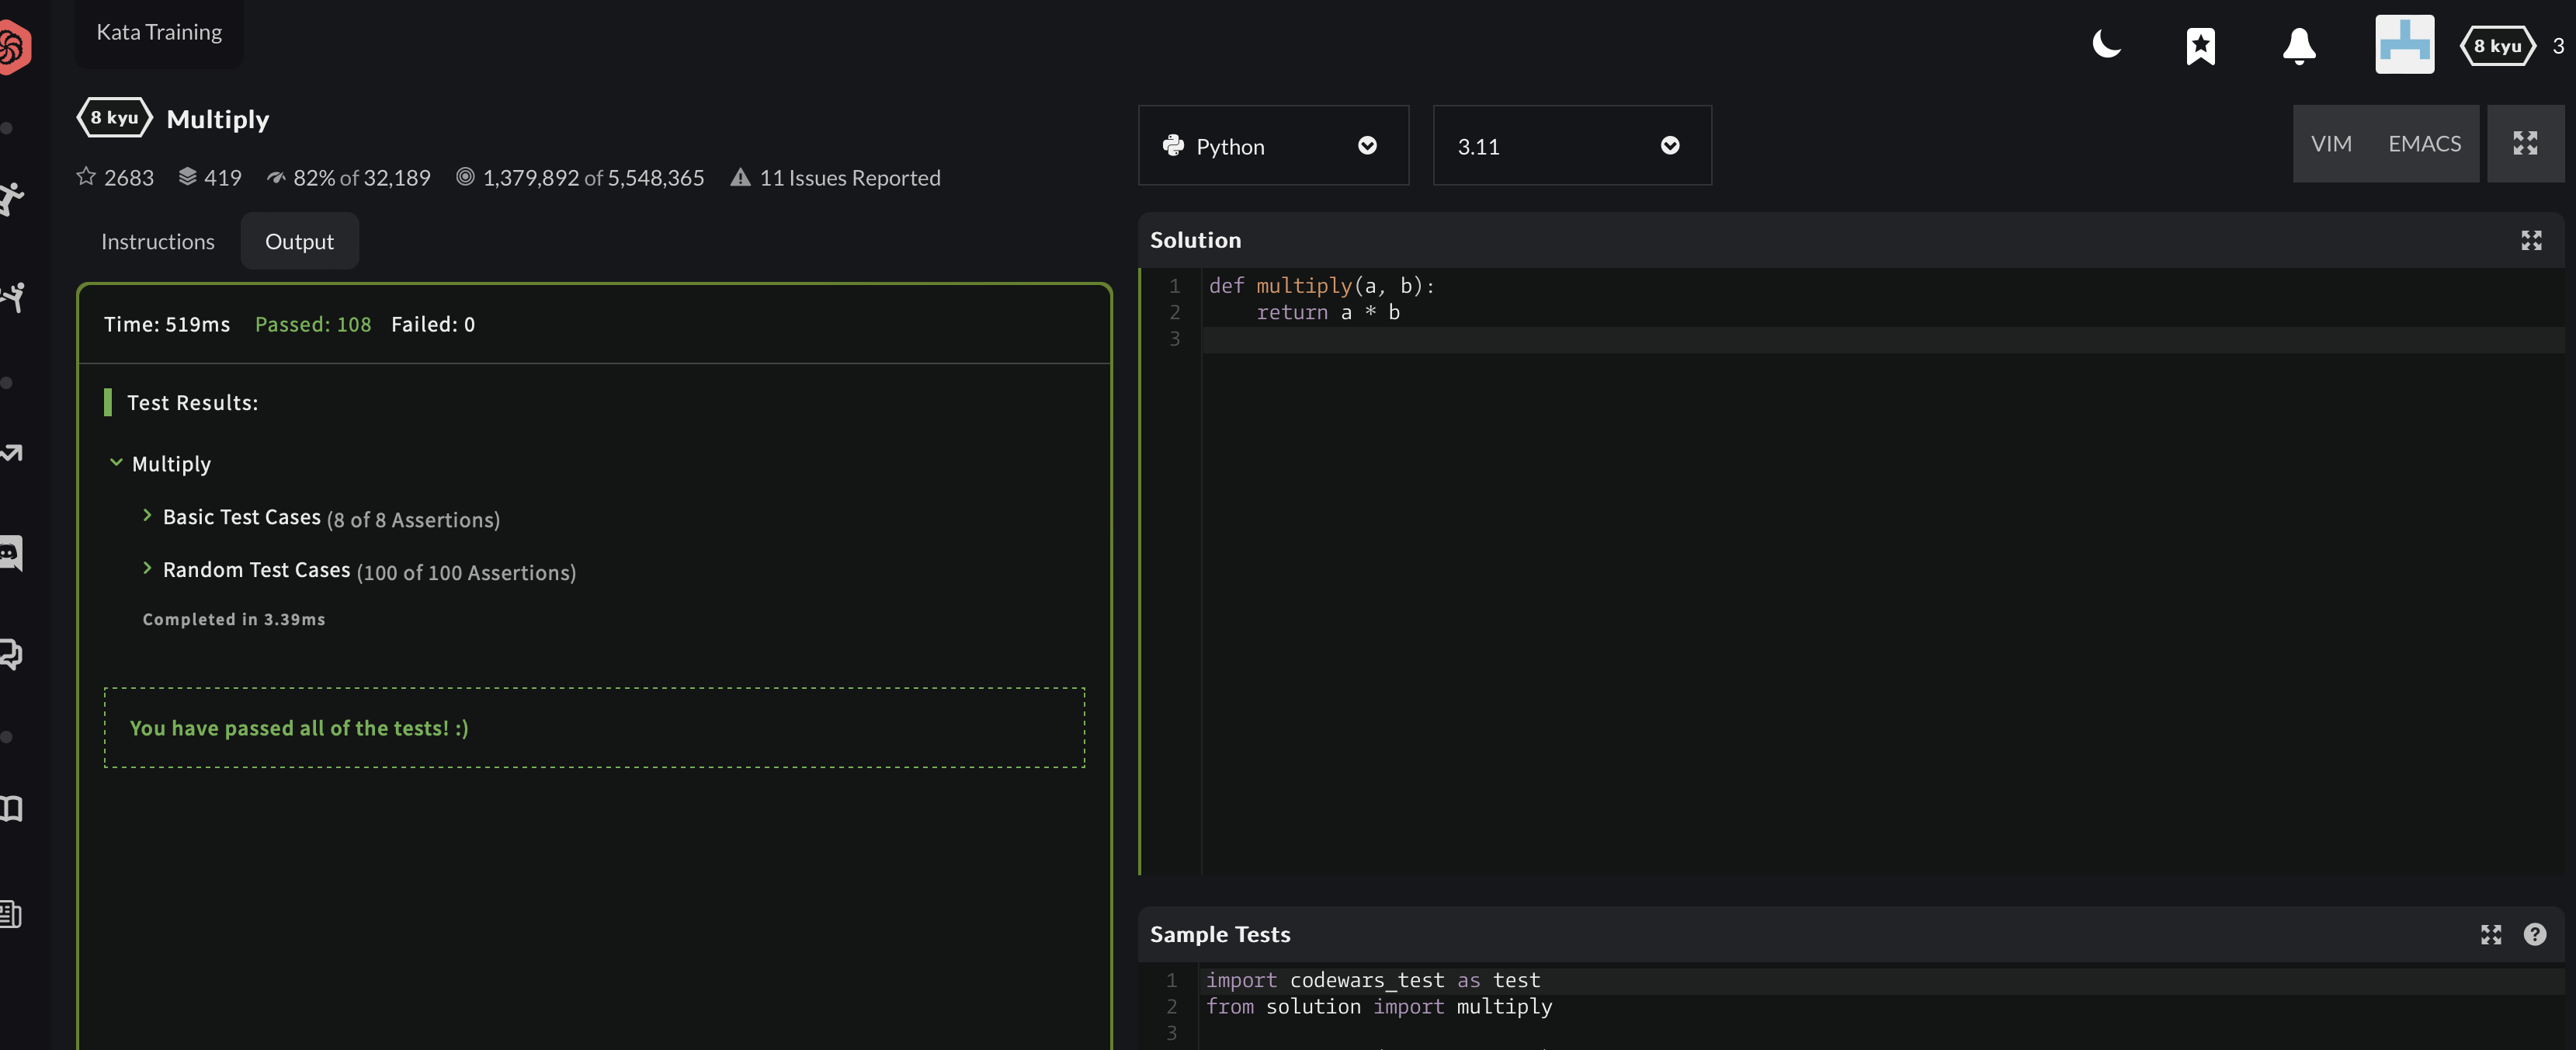 Kata Training
8 kyu 3
8 kyu Multiply
2683 419 82% of 32,189 1,379,892 of 5,548,365 11 Issues Reported
Instructions Output
Time: 519ms Passed: 108 Failed: 0
Test Results:
Multiply
Basic Test Cases (8 of 8 Assertions)
Random Test Cases (100 of 100 Assertions)
Completed in 3.39ms
You have passed all of the tests! :)
Python 3.11 VIM EMACS
Solution
1 def multiply(a, b):
2     return a * b
3
Sample Tests
1 import codewars_test as test
2 from solution import multiply
3